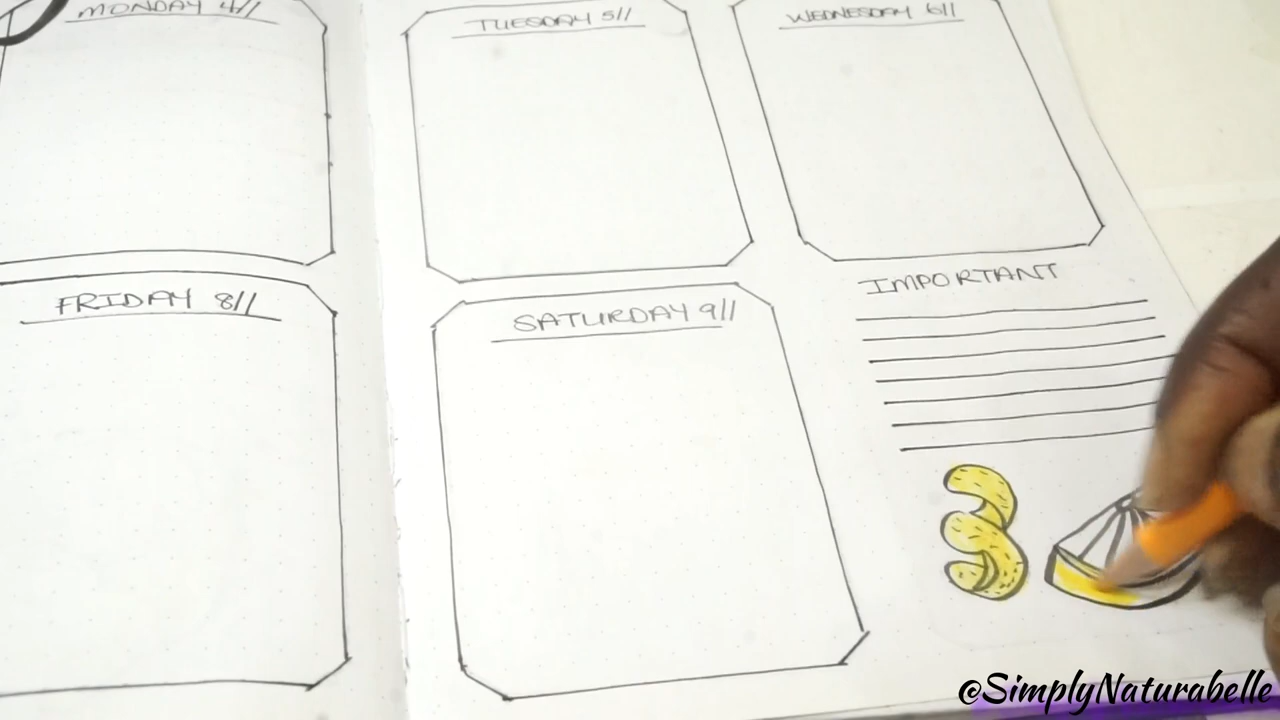 MONDAY 4/1
TUESDAY 5/1
WEDNESDAY 6/1
FRIDAY 8/1
SATURDAY 9/1
IMPORTANT
@SimplyNaturabelle